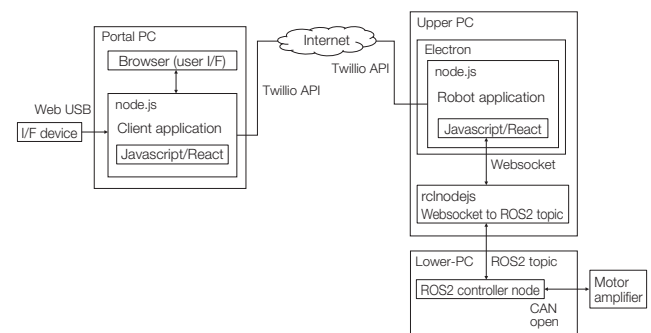 Portal PC
Browser (user I/F)
Web USB
I/F device
node.js
Client application
Javascript/React
Twillio API
Internet
Twillio API
Upper PC
Electron
node.js
Robot application
Javascript/React
Websocket
rclnodejs
Websocket to ROS2 topic
Lower-PC
ROS2 topic
ROS2 controller node
CAN
open
Motor
amplifier